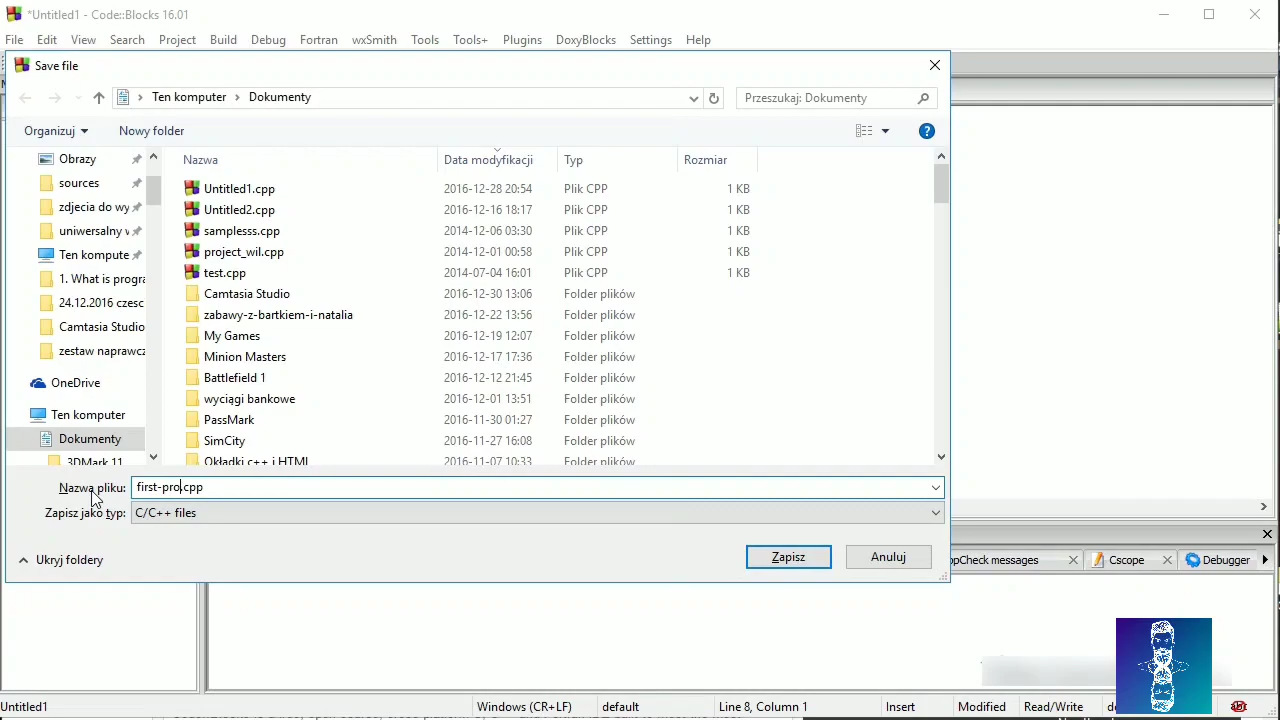 *Untitled1 - Code::Blocks 16.01
File Edit View Search Project Build Debug Fortran wxSmith Tools Tools+ Plugins DoxyBlocks Settings Help
Save file
Ten komputer Dokumenty
Przeszukaj: Dokumenty
Organizuj Nowy folder
Obrazy
sources
zdjecia do wy
uniwersalny
Ten kompute
1. What is progra
24.12.2016 czesc
Camtasia Studio
zestaw naprawcz
OneDrive
Ten komputer
Dokumenty
3DMark 11
Nazwa Data modyfikacji Typ Rozmiar
Untitled1.cpp 2016-12-28 20:54 Plik CPP 1 KB
Untitled2.cpp 2016-12-16 18:17 Plik CPP 1 KB
samplesss.cpp 2014-12-06 03:30 Plik CPP 1 KB
project_wil.cpp 2014-12-01 00:58 Plik CPP 1 KB
test.cpp 2014-07-04 16:01 Plik CPP 1 KB
Camtasia Studio 2016-12-30 13:06 Folder plików
zabawy-z-bartkiem-i-natalia 2016-12-22 13:56 Folder plików
My Games 2016-12-19 12:07 Folder plików
Minion Masters 2016-12-17 17:36 Folder plików
Battlefield 1 2016-12-12 21:45 Folder plików
wyciągi bankowe 2016-12-01 13:51 Folder plików
PassMark 2016-11-30 01:27 Folder plików
SimCity 2016-11-27 16:08 Folder plików
Okładki c++ i HTML 2016-11-07 10:33 Folder plików
Nazwa pliku: first-pro.cpp
Zapisz jako typ: C/C++ files
Ukryj foldery
Zapisz Anuluj
ppCheck messages Cscope Debugger
Untitled1 Windows (CR+LF) default Line 8, Column 1 Insert Modified Read/Write